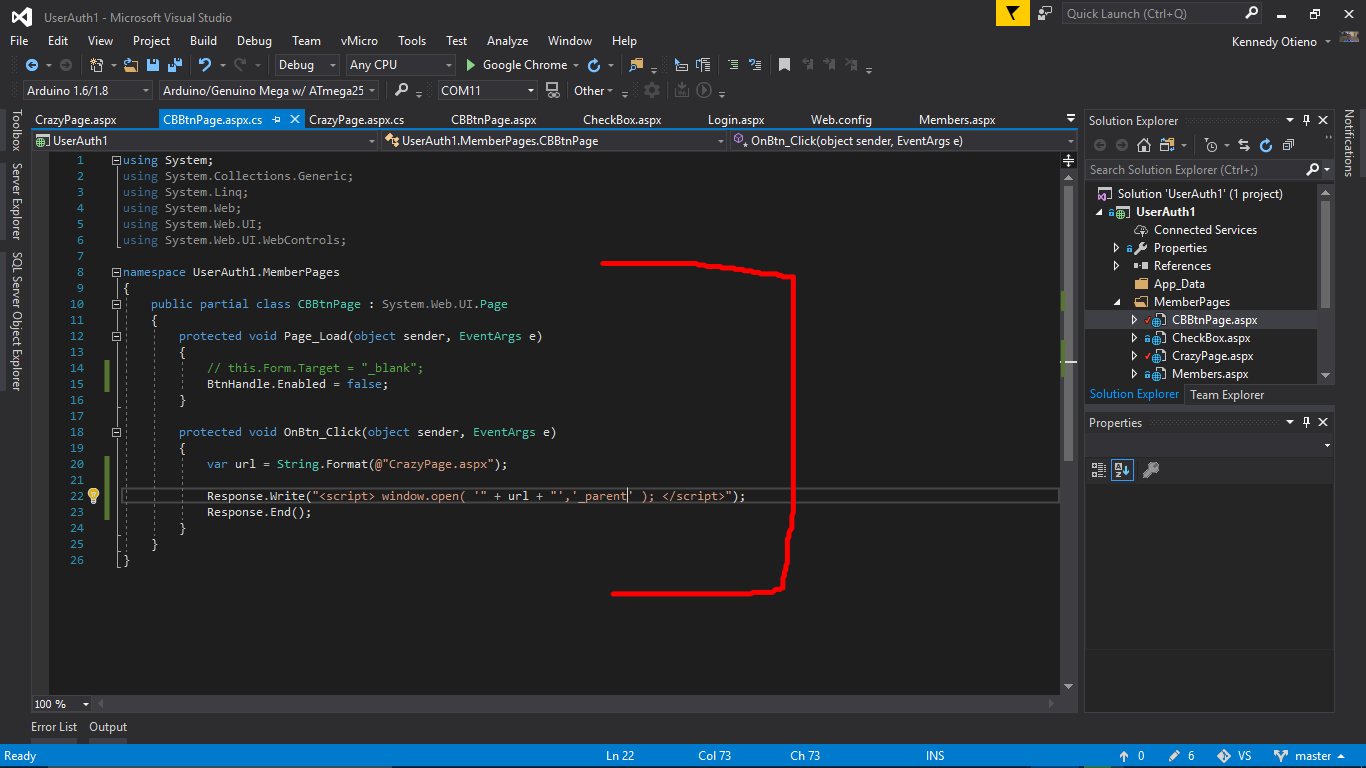 UserAuth1 - Microsoft Visual Studio
Quick Launch (Ctrl+Q)
File Edit View Project Build Debug Team vMicro Tools Test Analyze Window Help
Kennedy Otieno
Debug Any CPU Google Chrome
Arduino 1.6/1.8 Arduino/Genuino Mega w/ ATmega25 COM11 Other
Toolbox
Server Explorer
SQL Server Object Explorer
CrazyPage.aspx CBBtnPage.aspx.cs CrazyPage.aspx.cs CBBtnPage.aspx CheckBox.aspx Login.aspx Web.config Members.aspx
UserAuth1 UserAuth1.MemberPages.CBBtnPage OnBtn_Click(object sender, EventArgs e)
1 using System;
2 using System.Collections.Generic;
3 using System.Linq;
4 using System.Web;
5 using System.Web.UI;
6 using System.Web.UI.WebControls;
7
8 namespace UserAuth1.MemberPages
9 {
10 public partial class CBBtnPage : System.Web.UI.Page
11 {
12 protected void Page_Load(object sender, EventArgs e)
13 {
14 // this.Form.Target = "_blank";
15 BtnHandle.Enabled = false;
16 }
17
18 protected void OnBtn_Click(object sender, EventArgs e)
19 {
20 var url = String.Format(@"CrazyPage.aspx");
21
22 Response.Write("<script> window.open( '" + url + "','_parent' ); </script>");
23 Response.End();
24 }
25 }
26 }
100 %
Solution Explorer
Search Solution Explorer (Ctrl+;)
Solution 'UserAuth1' (1 project)
UserAuth1
Connected Services
Properties
References
App_Data
MemberPages
CBBtnPage.aspx
CheckBox.aspx
CrazyPage.aspx
Members.aspx
Solution Explorer Team Explorer
Properties
Notifications
Error List Output
Ready Ln 22 Col 73 Ch 73 INS 0 6 VS master